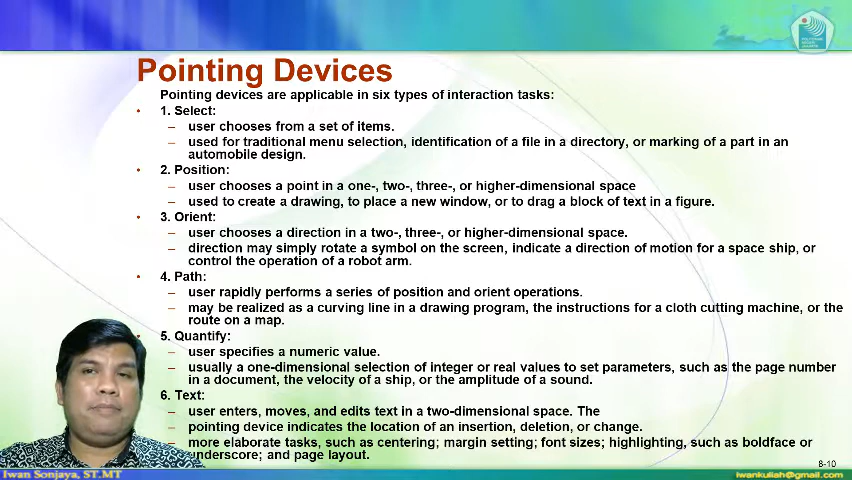 Pointing Devices
Pointing devices are applicable in six types of interaction tasks:
• 1. Select:
– user chooses from a set of items.
– used for traditional menu selection, identification of a file in a directory, or marking of a part in an
automobile design.
• 2. Position:
– user chooses a point in a one-, two-, three-, or higher-dimensional space
– used to create a drawing, to place a new window, or to drag a block of text in a figure.
• 3. Orient:
– user chooses a direction in a two-, three-, or higher-dimensional space.
– direction may simply rotate a symbol on the screen, indicate a direction of motion for a space ship, or
control the operation of a robot arm.
• 4. Path:
– user rapidly performs a series of position and orient operations.
– may be realized as a curving line in a drawing program, the instructions for a cloth cutting machine, or the
route on a map.
• 5. Quantify:
– user specifies a numeric value.
– usually a one-dimensional selection of integer or real values to set parameters, such as the page number
in a document, the velocity of a ship, or the amplitude of a sound.
6. Text:
– user enters, moves, and edits text in a two-dimensional space. The
– pointing device indicates the location of an insertion, deletion, or change.
– more elaborate tasks, such as centering; margin setting; font sizes; highlighting, such as boldface or
underscore; and page layout.
8-10
Iwan Sonjaya, ST.MT
iwankuliah@gmail.com